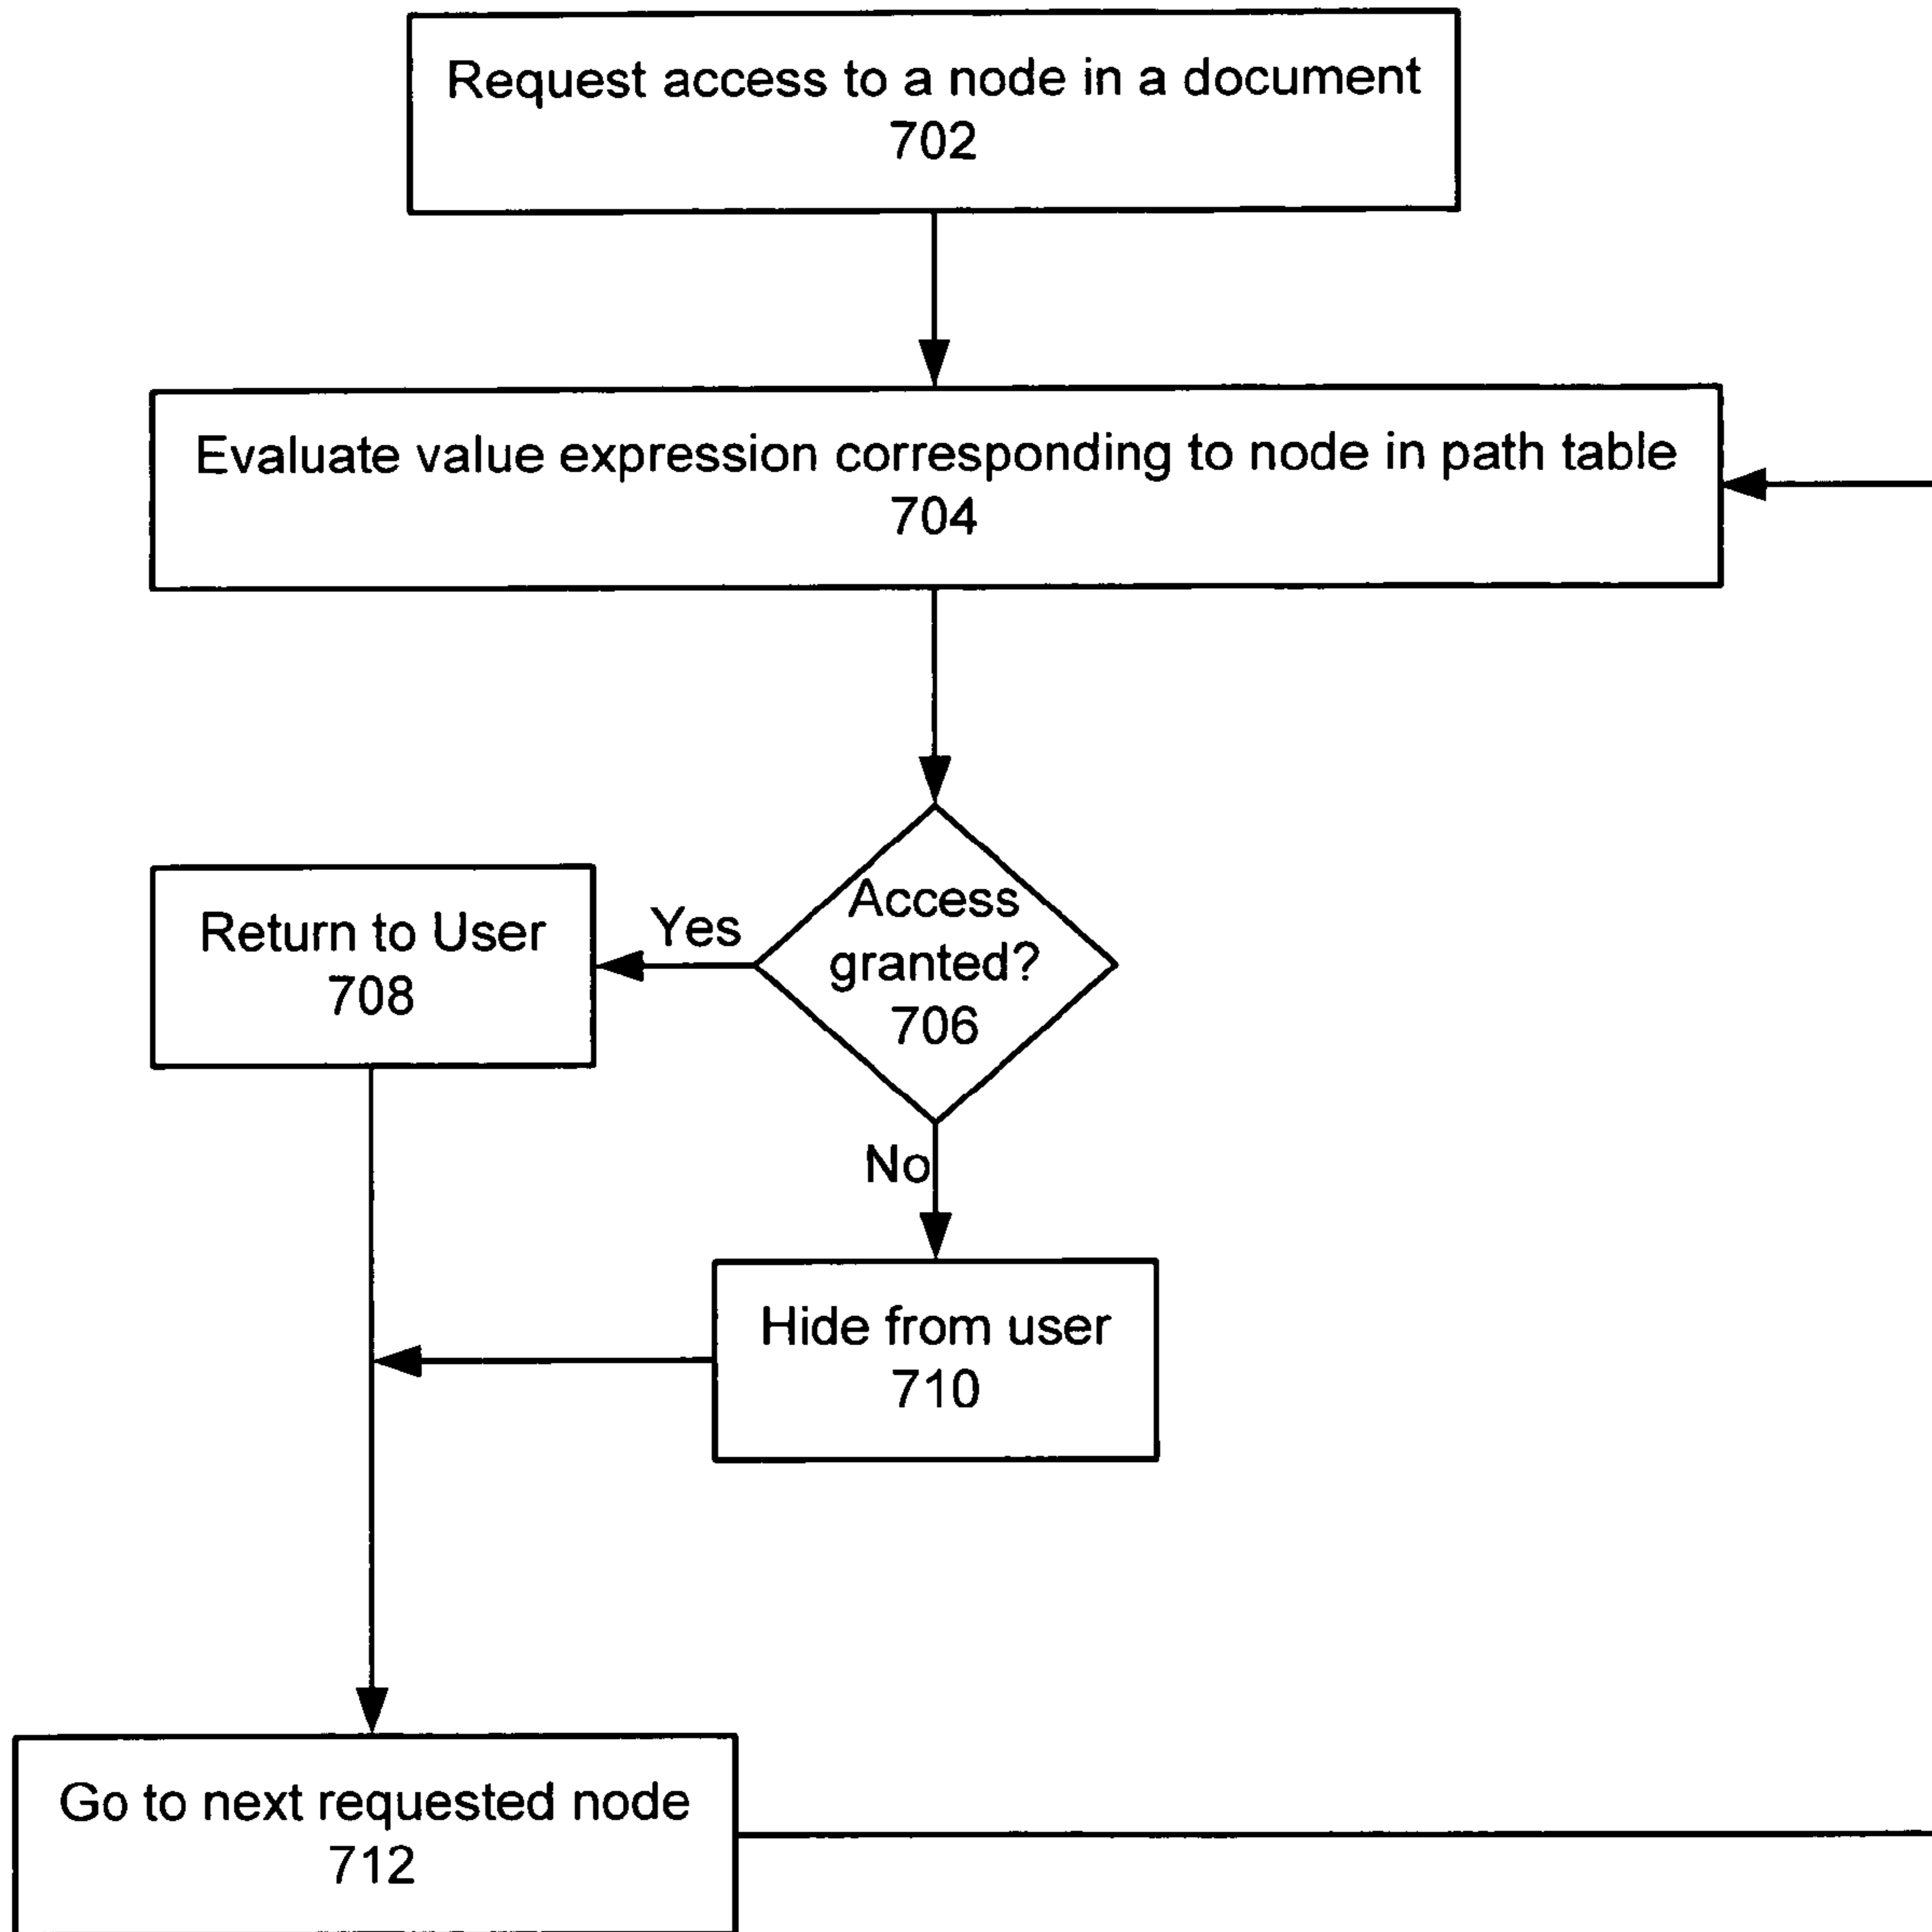 Request access to a node in a document
702
Evaluate value expression corresponding to node in path table
704
Access
granted?
706
Yes
Return to User
708
No
Hide from user
710
Go to next requested node
712